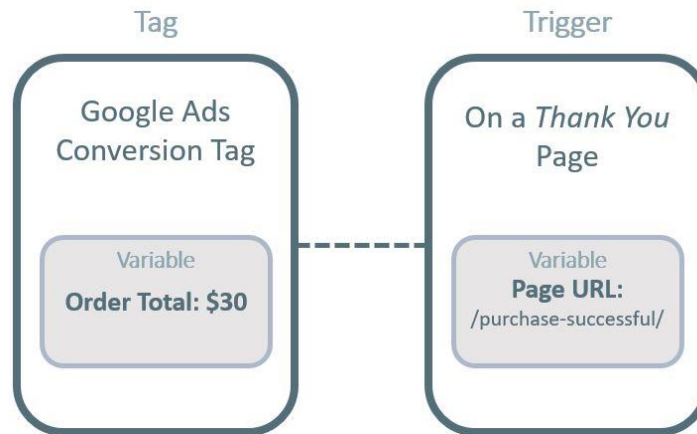 Tag
Google Ads
Conversion Tag
Variable
Order Total: $30
Trigger
On a Thank You
Page
Variable
Page URL:
/purchase-successful/